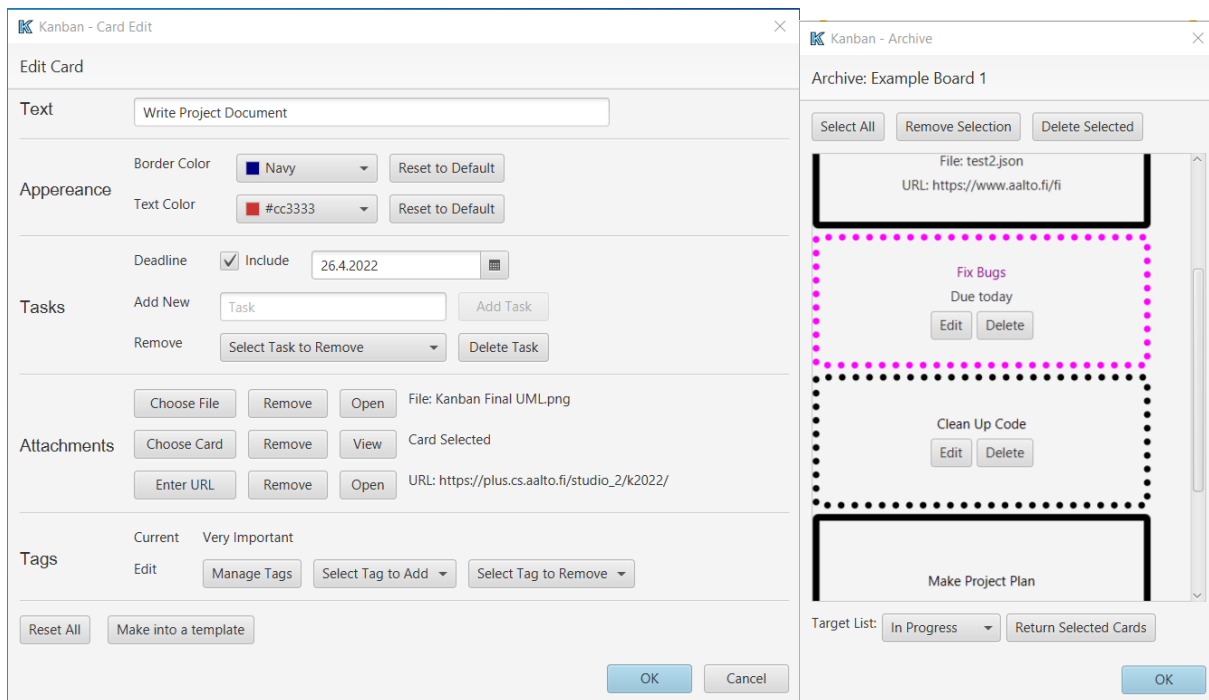 Kanban - Card Edit
Edit Card
Text
Write Project Document
Appereance
Border Color
Navy
Reset to Default
Text Color
#cc3333
Reset to Default
Tasks
Deadline
Include
26.4.2022
Add New
Task
Add Task
Remove
Select Task to Remove
Delete Task
Attachments
Choose File
Remove
Open
File: Kanban Final UML.png
Choose Card
Remove
View
Card Selected
Enter URL
Remove
Open
URL: https://plus.cs.aalto.fi/studio_2/k2022/
Tags
Current
Very Important
Edit
Manage Tags
Select Tag to Add
Select Tag to Remove
Reset All
Make into a template
OK
Cancel
Kanban - Archive
Archive: Example Board 1
Select All
Remove Selection
Delete Selected
File: test2.json
URL: https://www.aalto.fi/fi
Fix Bugs
Due today
Edit
Delete
Clean Up Code
Edit
Delete
Make Project Plan
Target List:
In Progress
Return Selected Cards
OK